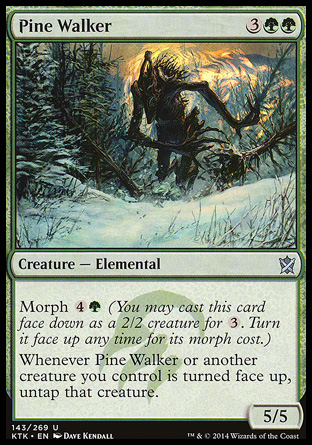 Pine Walker 3
Creature — Elemental
Morph 4 (You may cast this card
face down as a 2/2 creature for 3. Turn
it face up any time for its morph cost.)
Whenever Pine Walker or another
creature you control is turned face up,
untap that creature.
5/5
143/269 U
KTK • EN Dave Kendall ™ & © 2014 Wizards of the Coast